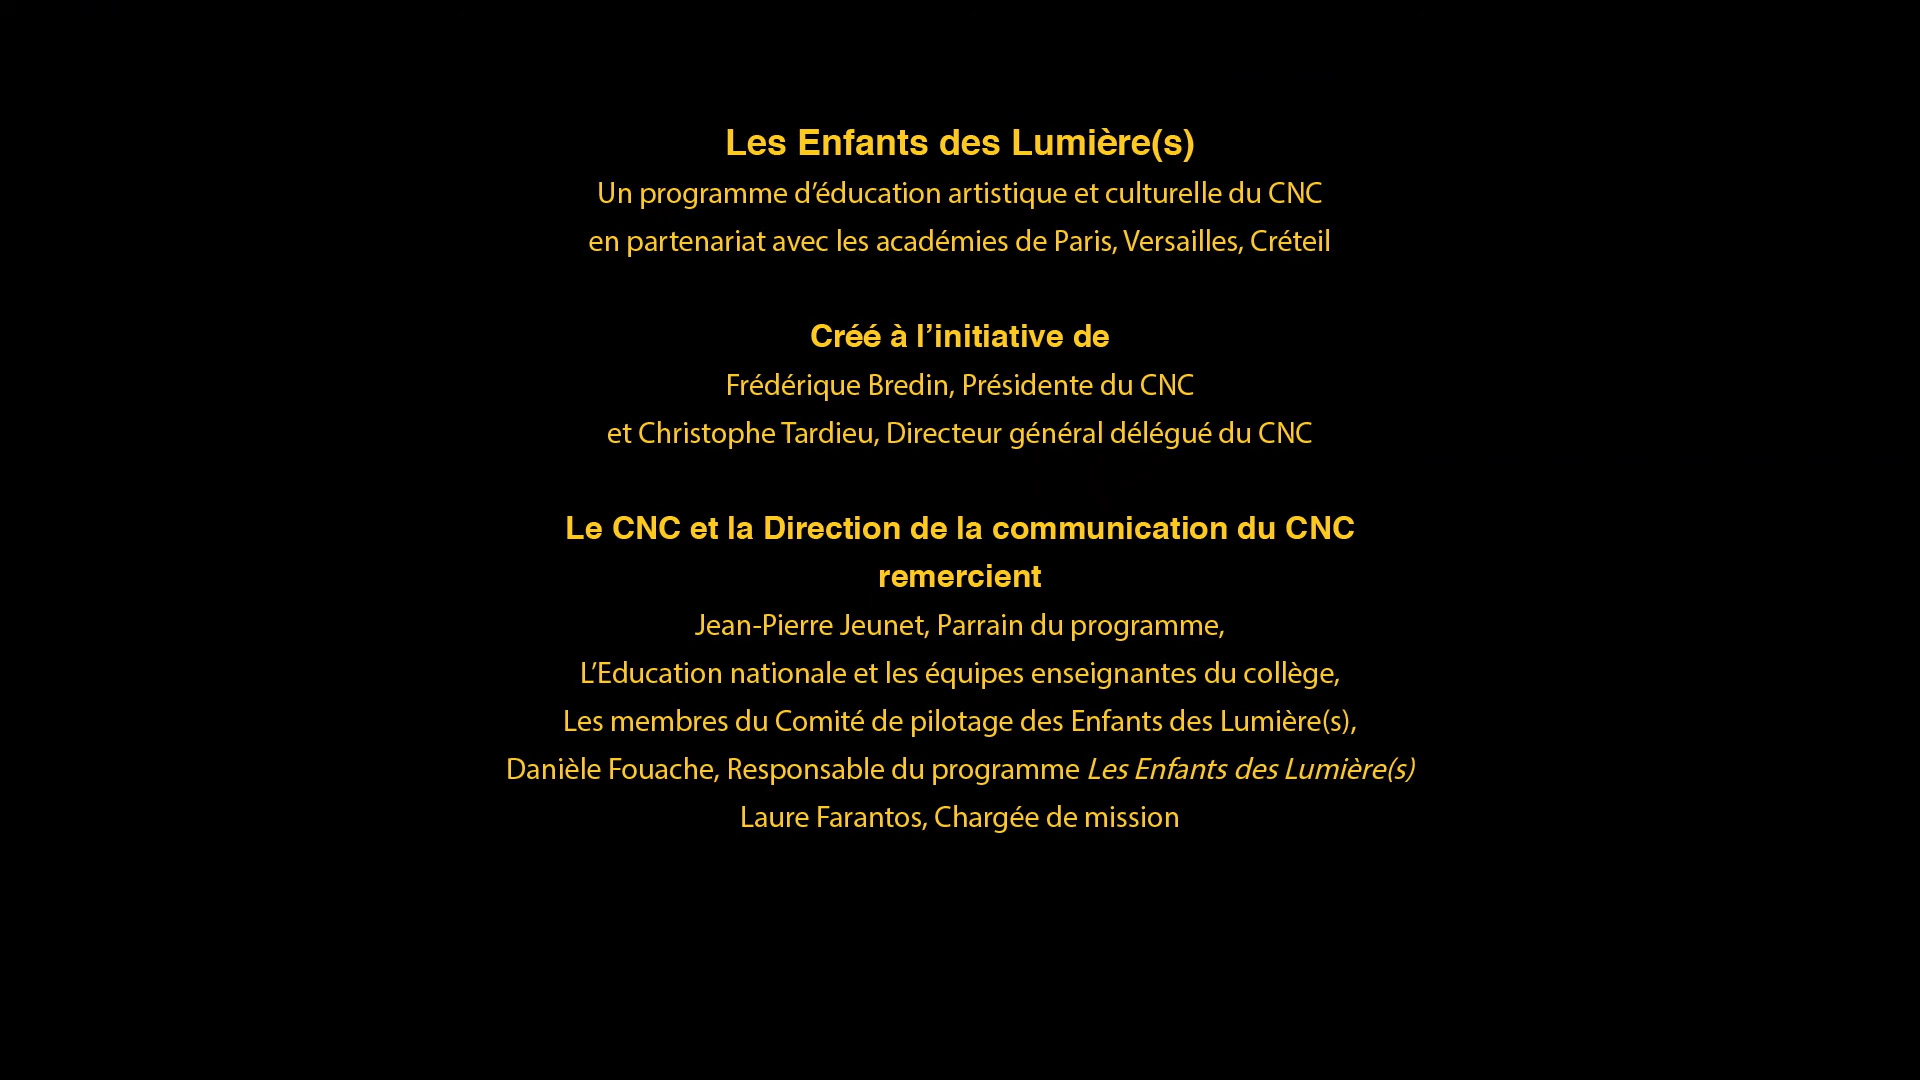 Les Enfants des Lumière(s)
Un programme d’éducation artistique et culturelle du CNC
en partenariat avec les académies de Paris, Versailles, Créteil
Créé à l’initiative de
Frédérique Bredin, Présidente du CNC
et Christophe Tardieu, Directeur général délégué du CNC
Le CNC et la Direction de la communication du CNC
remercient
Jean-Pierre Jeunet, Parrain du programme,
L’Education nationale et les équipes enseignantes du collège,
Les membres du Comité de pilotage des Enfants des Lumière(s),
Danièle Fouache, Responsable du programme Les Enfants des Lumière(s)
Laure Farantos, Chargée de mission